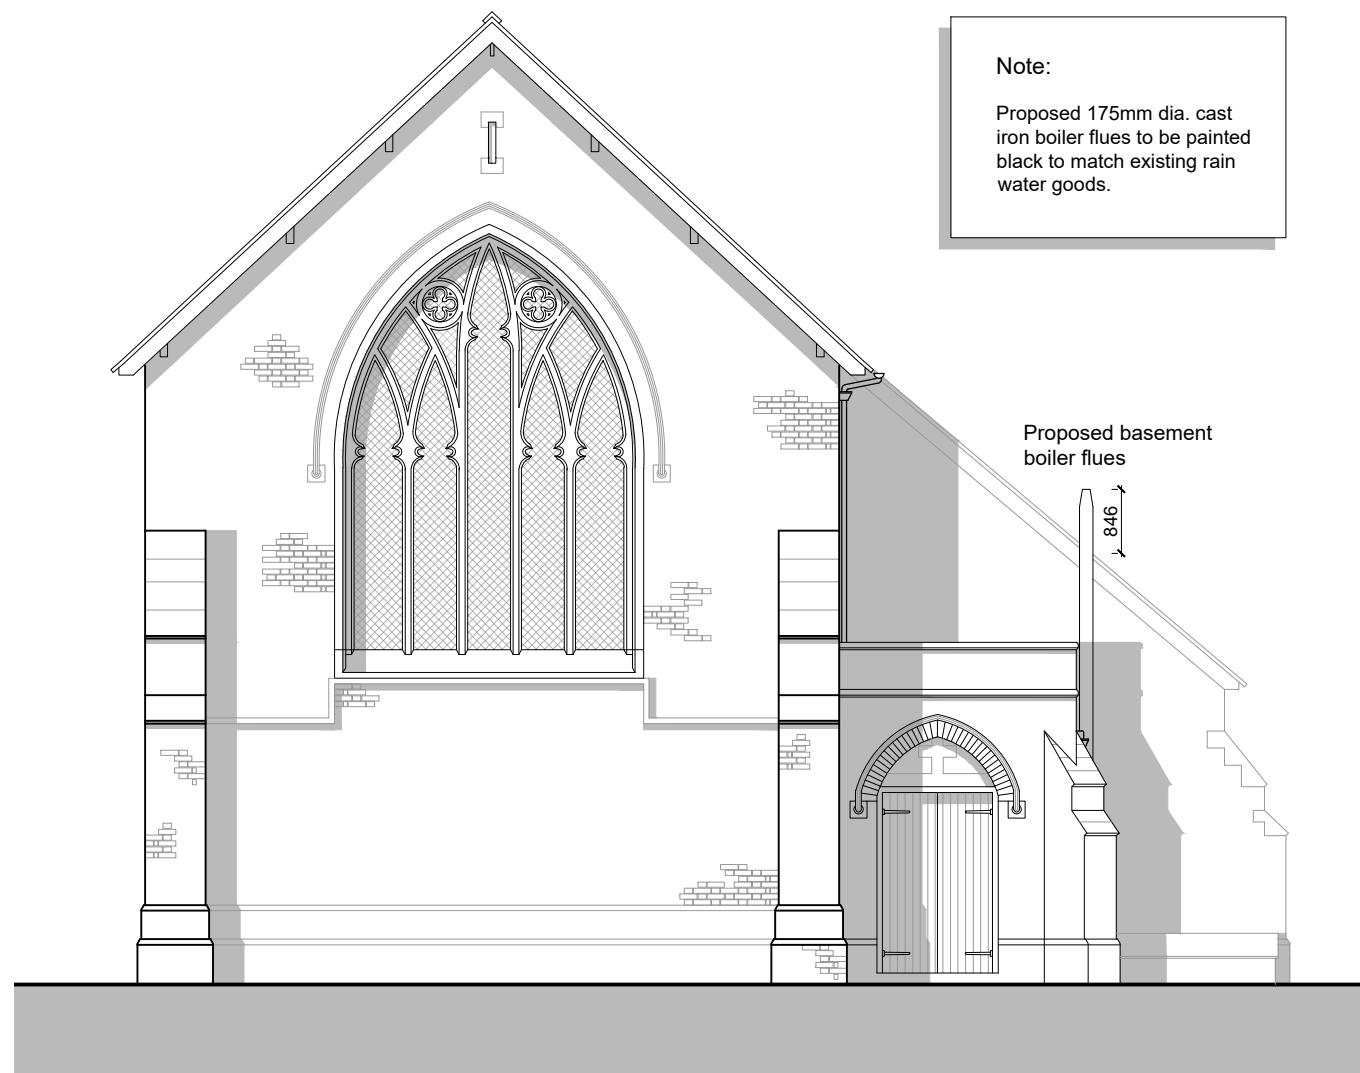 Note:
Proposed 175mm dia. cast
iron boiler flues to be painted
black to match existing rain
water goods.
Proposed basement
boiler flues
846